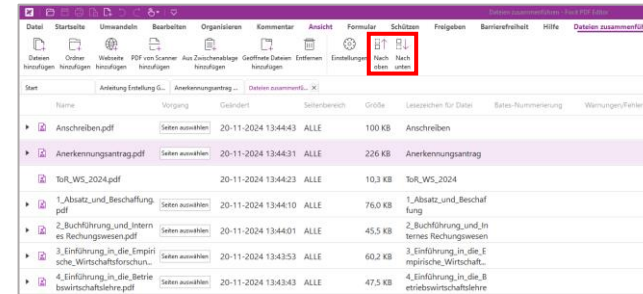 Dateien zusammenführen - Foxit PDF Editor
Datei Startseite Umwandeln Bearbeiten Organisieren Kommentar Ansicht Formular Schützen Freigeben Barrierefreiheit Hilfe Dateien zusammenfüh
Dateien hinzufügen
Ordner hinzufügen
Webseite hinzufügen
PDF von Scanner hinzufügen
Aus Zwischenablage
Geöffnete Dateien hinzufügen
Entfernen
Einstellungen
Nach oben
Nach unten
Start Anleitung Erstellung G... Anerkennungsantrag ... Dateien zusammenfü...
Name Vorgang Geändert Seitenbereich Größe Lesezeichen für Datei Bates-Nummerierung Warnungen/Fehler
Anschreiben.pdf Seiten auswählen 20-11-2024 13:44:43 ALLE 100 KB Anschreiben
Anerkennungsantrag.pdf Seiten auswählen 20-11-2024 13:44:31 ALLE 226 KB Anerkennungsantrag
ToR_WS_2024.pdf Seiten auswählen 20-11-2024 13:44:23 ALLE 10,3 KB ToR_WS_2024
1_Absatz_und_Beschaffung. Seiten auswählen 20-11-2024 13:44:10 ALLE 76,0 KB 1_Absatz_und_Beschaf
pdf fung
2_Buchführung_und_Intern Seiten auswählen 20-11-2024 13:44:01 ALLE 45,5 KB 2_Buchführung_und_In
es Rechungswesen.pdf ternes Rechungswesen
3_Einführung_in_die_Empiri Seiten auswählen 20-11-2024 13:43:53 ALLE 60,2 KB 3_Einführung_in_die_E
sche_Wirtschaftsforschun... mpirische_Wirtschaft...
4_Einführung_in_die_Betrie Seiten auswählen 20-11-2024 13:43:43 ALLE 47,5 KB 4_Einführung_in_die_B
bswirtschaftslehre.pdf etriebswirtschaftslehre